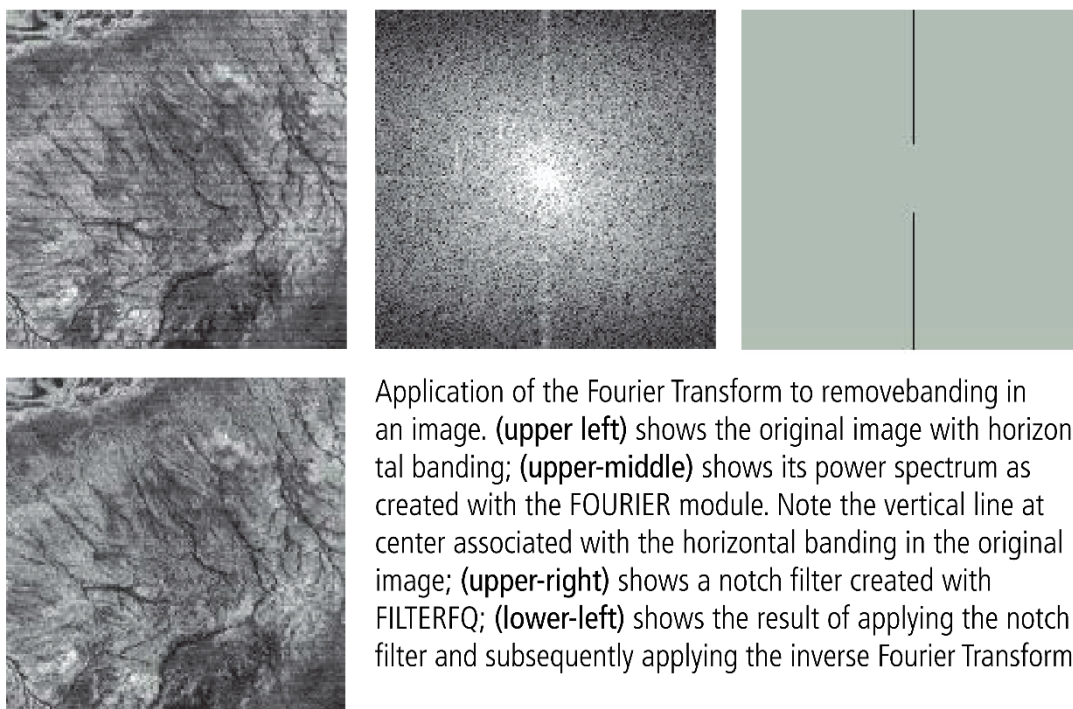 Application of the Fourier Transform to removebanding in
an image. (upper left) shows the original image with horizon
tal banding; (upper-middle) shows its power spectrum as
created with the FOURIER module. Note the vertical line at
center associated with the horizontal banding in the original
image; (upper-right) shows a notch filter created with
FILTERFQ; (lower-left) shows the result of applying the notch
filter and subsequently applying the inverse Fourier Transform